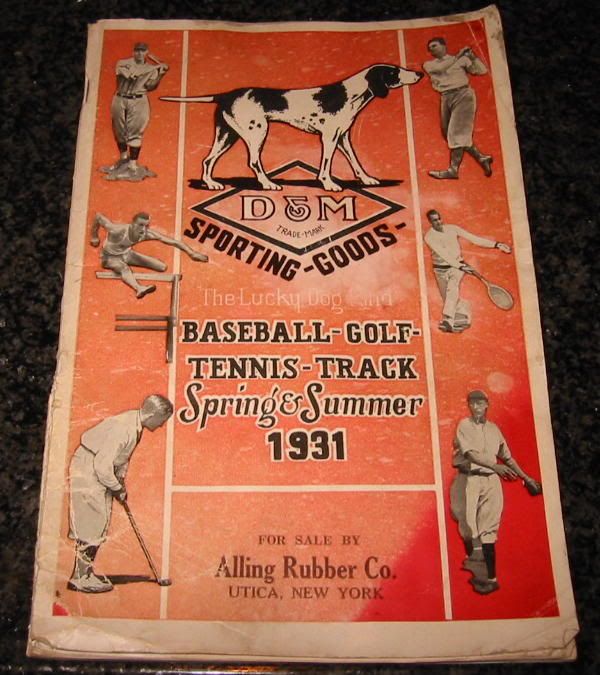 D & M
TRADE-MARK
SPORTING-GOODS-
The Lucky Dog Kind
BASEBALL-GOLF-
TENNIS-TRACK
Spring & Summer
1931
FOR SALE BY
Alling Rubber Co.
UTICA, NEW YORK